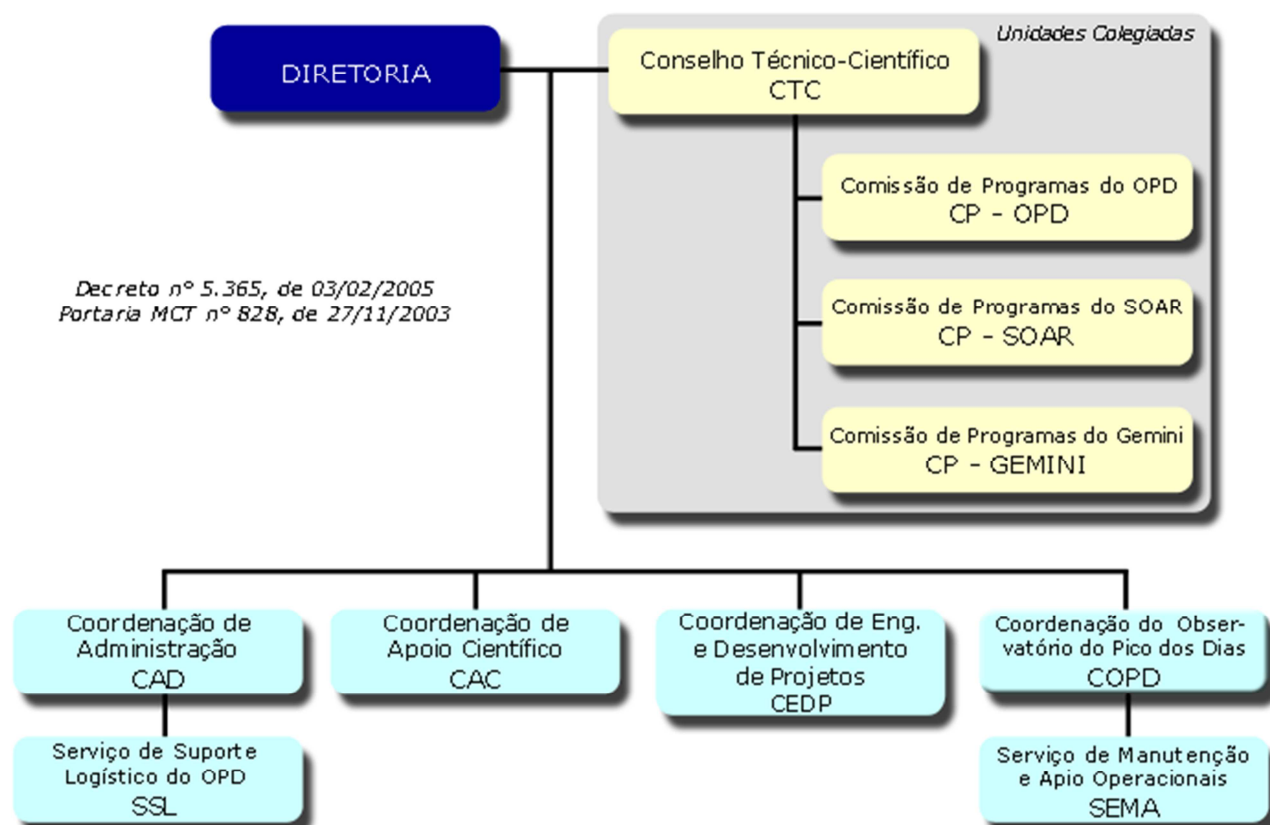 DIRETORIA
Unidades Colegiadas
Conselho Técnico-Científico
CTC
Comissão de Programas do OPD
CP - OPD
Comissão de Programas do SOAR
CP - SOAR
Comissão de Programas do Gemini
CP - GEMINI
Decreto nº 5.365, de 03/02/2005
Portaria MCT nº 828, de 27/11/2003
Coordenação de
Administração
CAD
Coordenação de
Apoio Científico
CAC
Coordenação de Eng.
e Desenvolvimento
de Projetos
CEDP
Coordenação do Obser-
vatório do Pico dos Dias
COPD
Serviço de Suporte
Logístico do OPD
SSL
Serviço de Manutenção
e Apio Operacionais
SEMA